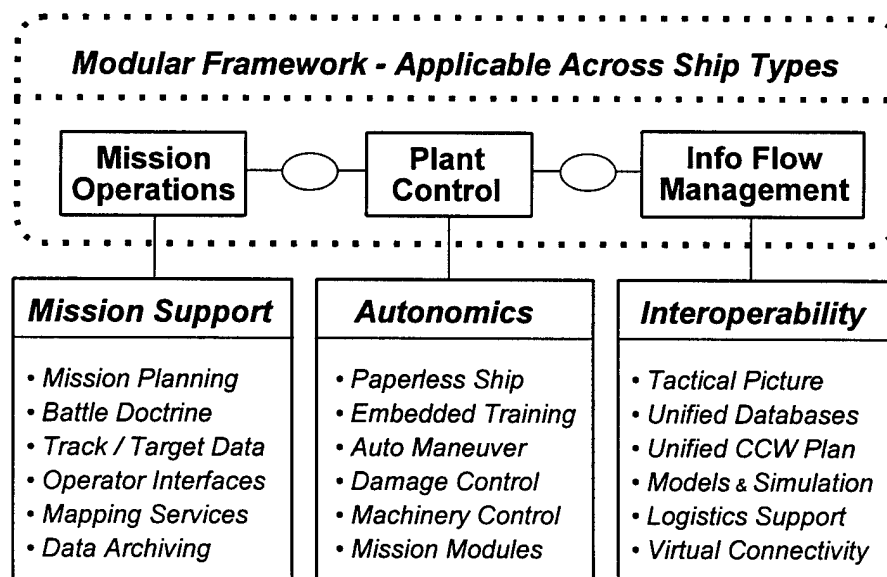 Modular Framework - Applicable Across Ship Types
Mission
Operations
Plant
Control
Info Flow
Management
Mission Support
• Mission Planning
• Battle Doctrine
• Track / Target Data
• Operator Interfaces
• Mapping Services
• Data Archiving
Autonomics
• Paperless Ship
• Embedded Training
• Auto Maneuver
• Damage Control
• Machinery Control
• Mission Modules
Interoperability
• Tactical Picture
• Unified Databases
• Unified CCW Plan
• Models & Simulation
• Logistics Support
• Virtual Connectivity